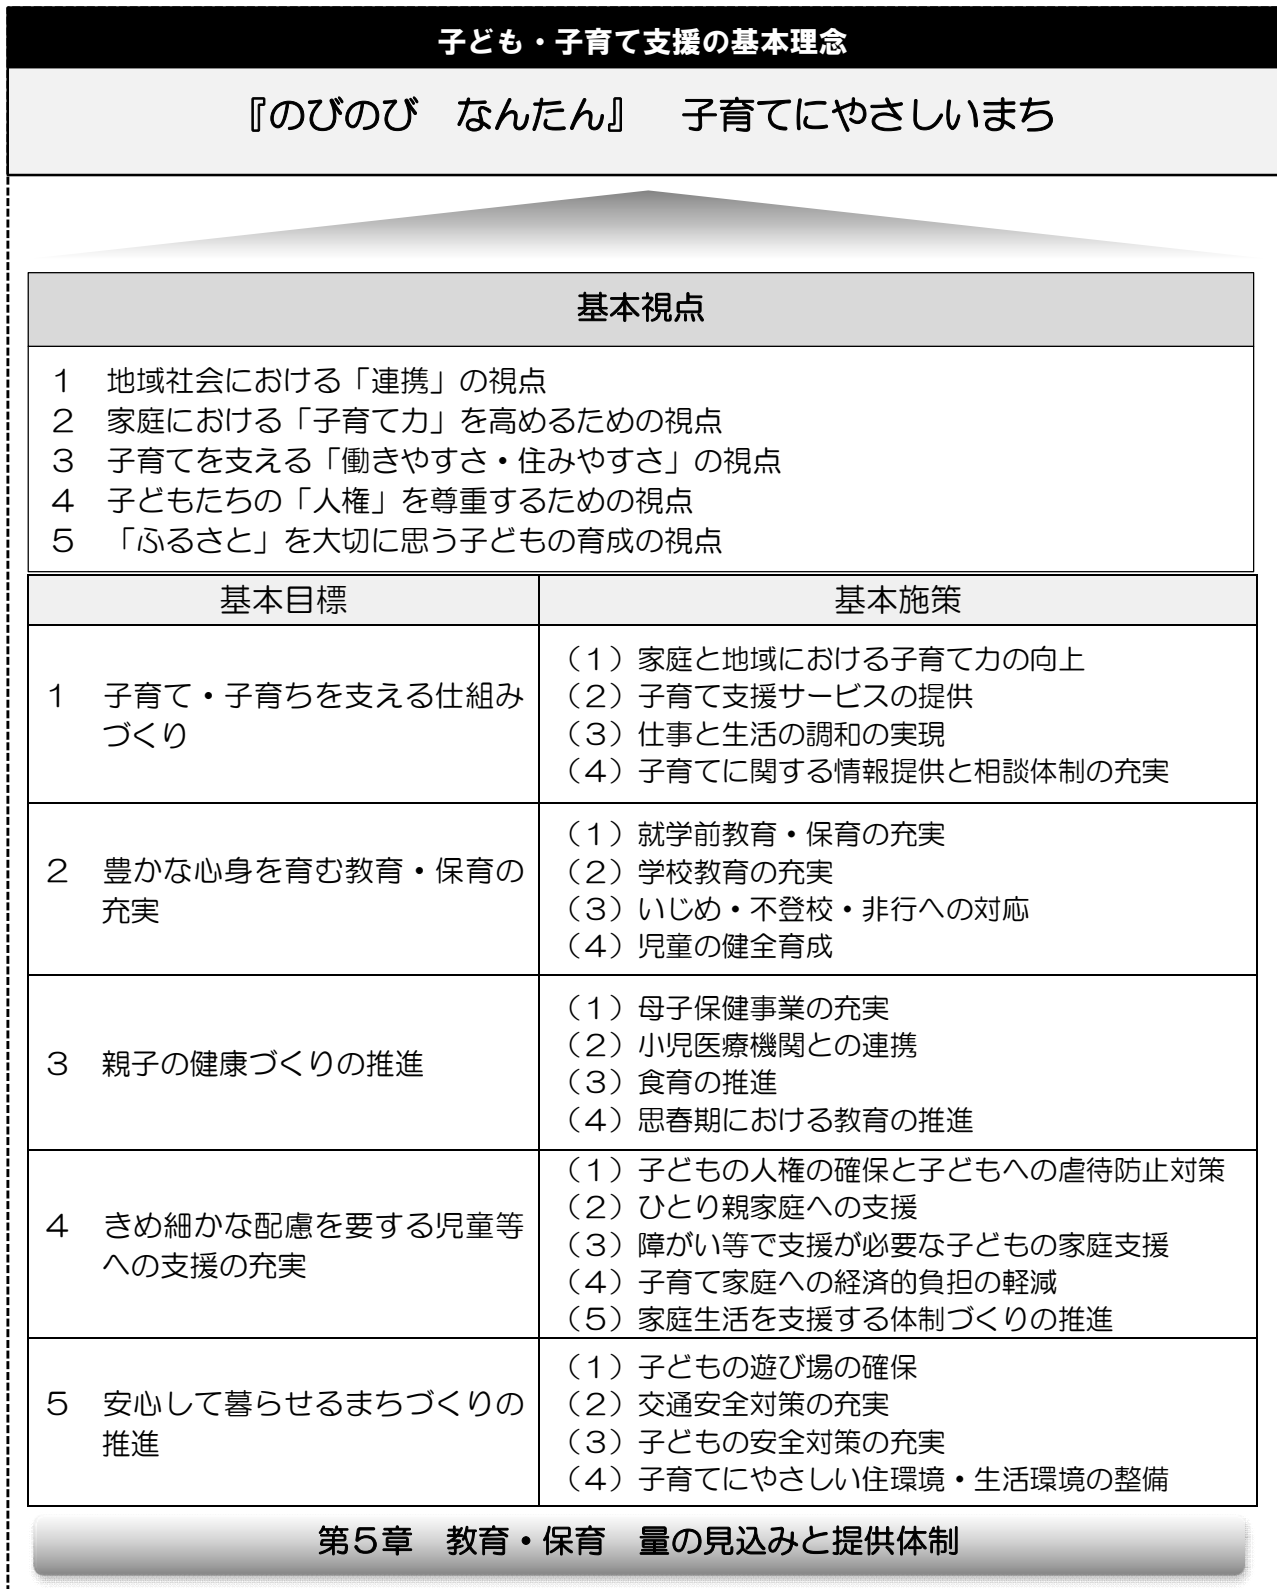 子ども・子育て支援の基本理念
『のびのび　なんたん』　子育てにやさしいまち
基本視点
１　地域社会における「連携」の視点
２　家庭における「子育て力」を高めるための視点
３　子育てを支える「働きやすさ・住みやすさ」の視点
４　子どもたちの「人権」を尊重するための視点
５　「ふるさと」を大切に思う子どもの育成の視点
基本目標
基本施策
１　子育て・子育ちを支える仕組み
づくり
（１）家庭と地域における子育て力の向上
（２）子育て支援サービスの提供
（３）仕事と生活の調和の実現
（４）子育てに関する情報提供と相談体制の充実
２　豊かな心身を育む教育・保育の
充実
（１）就学前教育・保育の充実
（２）学校教育の充実
（３）いじめ・不登校・非行への対応
（４）児童の健全育成
３　親子の健康づくりの推進
（１）母子保健事業の充実
（２）小児医療機関との連携
（３）食育の推進
（４）思春期における教育の推進
４　きめ細かな配慮を要する児童等
への支援の充実
（１）子どもの人権の確保と子どもへの虐待防止対策
（２）ひとり親家庭への支援
（３）障がい等で支援が必要な子どもの家庭支援
（４）子育て家庭への経済的負担の軽減
（５）家庭生活を支援する体制づくりの推進
５　安心して暮らせるまちづくりの
推進
（１）子どもの遊び場の確保
（２）交通安全対策の充実
（３）子どもの安全対策の充実
（４）子育てにやさしい住環境・生活環境の整備
第５章　教育・保育　量の見込みと提供体制